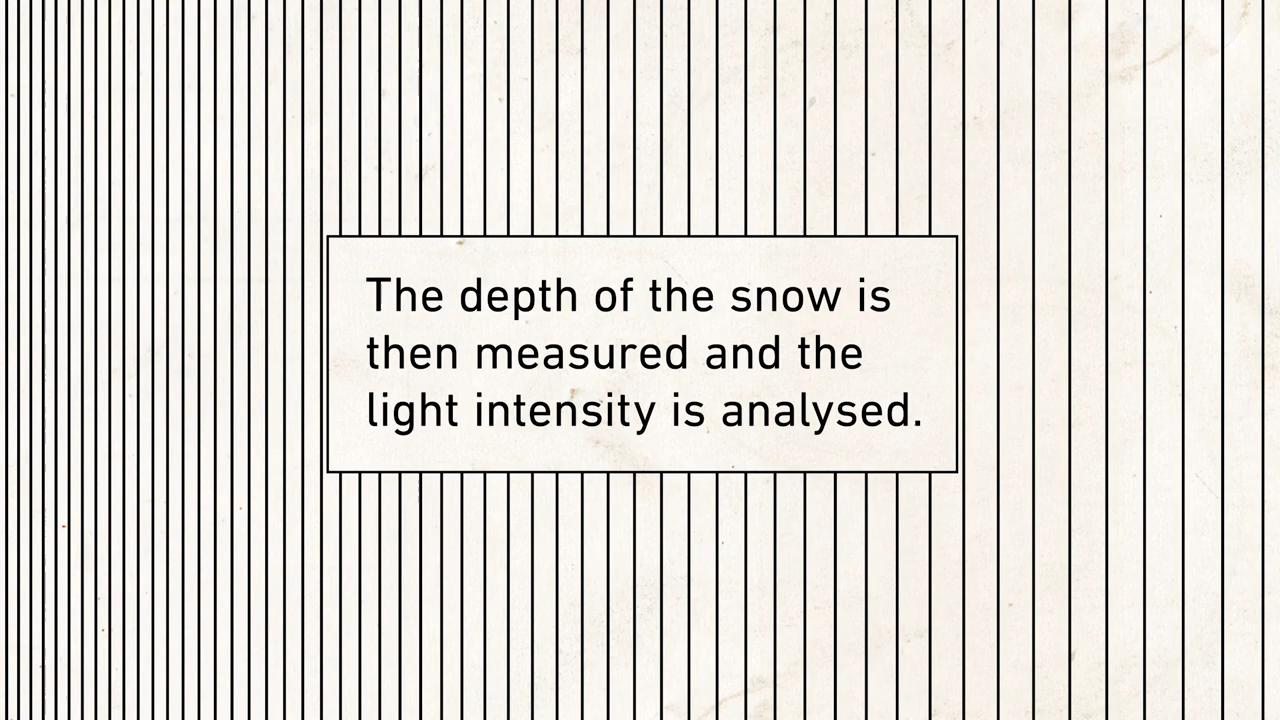 The depth of the snow is
then measured and the
light intensity is analysed.